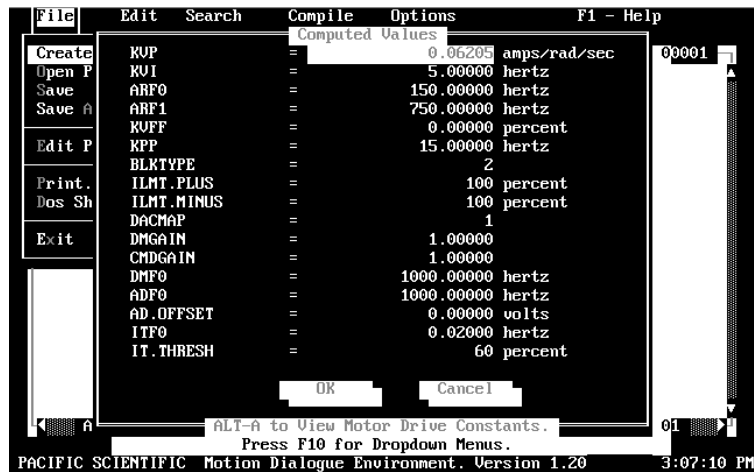 File Edit Search Compile Options F1 - Help
Computed Values
Create KVP = 0.06205 amps/rad/sec 00001
Open P KVI = 5.00000 hertz
Save ARF0 = 150.00000 hertz
Save A ARF1 = 750.00000 hertz
KVFF = 0.00000 percent
Edit P KPP = 15.00000 hertz
BLKTYPE = 2
Print. ILMT.PLUS = 100 percent
Dos Sh ILMT.MINUS = 100 percent
DACMAP = 1
Exit DMGAIN = 1.00000
CMDGAIN = 1.00000
DMF0 = 1000.00000 hertz
ADF0 = 1000.00000 hertz
AD.OFFSET = 0.00000 volts
ITF0 = 0.02000 hertz
IT.THRESH = 60 percent
OK Cancel
A ALT-A to View Motor Drive Constants. 01
Press F10 for Dropdown Menus.
PACIFIC SCIENTIFIC Motion Dialogue Environment. Version 1.20 3:07:10 PM